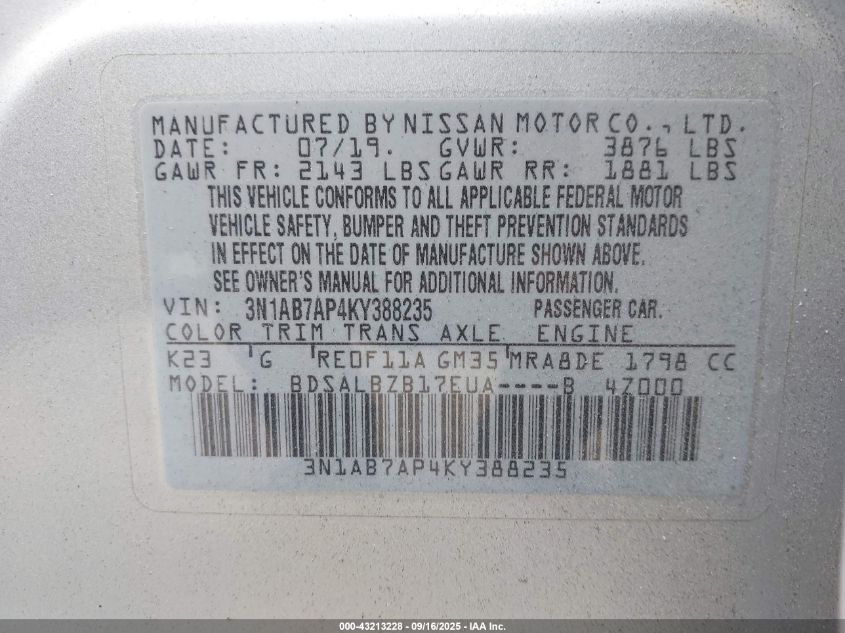 MANUFACTURED BY NISSAN MOTOR CO., LTD.
DATE: 07/19. GVWR: 3876 LBS
GAWR FR: 2143 LBS GAWR RR: 1881 LBS
THIS VEHICLE CONFORMS TO ALL APPLICABLE FEDERAL MOTOR
VEHICLE SAFETY, BUMPER AND THEFT PREVENTION STANDARDS
IN EFFECT ON THE DATE OF MANUFACTURE SHOWN ABOVE.
SEE OWNER'S MANUAL FOR ADDITIONAL INFORMATION.
VIN: 3N1AB7AP4KY388235 PASSENGER CAR.
COLOR TRIM TRANS AXLE ENGINE
K23 G RE0F11A GM35 MRA8DE 1798 CC
MODEL: BDSALBZB17EUA----B 4Z000
3N1AB7AP4KY388235
000-43213228 - 09/16/2025 - IAA Inc.